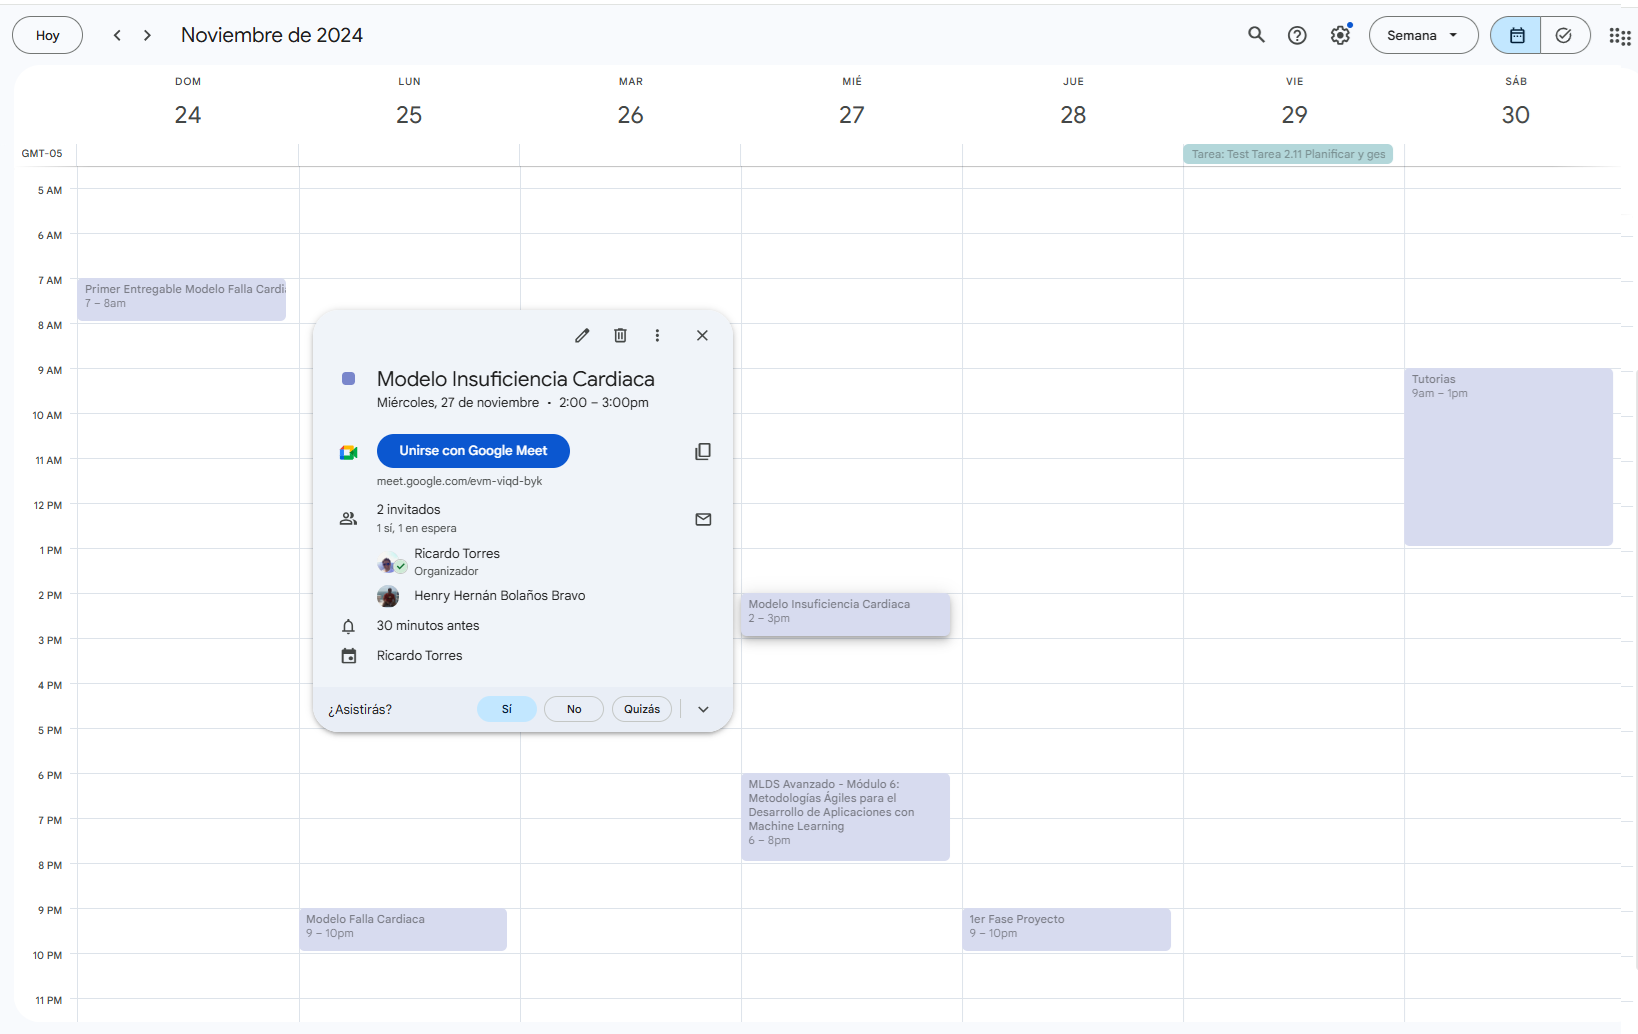 Hoy
Noviembre de 2024
Semana
DOM
LUN
MAR
MIÉ
JUE
VIE
SÁB
24
25
26
27
28
29
30
GMT-05
Tarea: Test Tarea 2.11 Planificar y ges
5 AM
6 AM
7 AM
Primer Entregable Modelo Falla Cardi
7 – 8am
8 AM
9 AM
Tutorias
9am – 1pm
10 AM
11 AM
12 PM
1 PM
2 PM
Modelo Insuficiencia Cardiaca
2 – 3pm
3 PM
4 PM
5 PM
6 PM
MLDS Avanzado - Módulo 6:
Metodologías Ágiles para el
Desarrollo de Aplicaciones con
Machine Learning
6 – 8pm
7 PM
8 PM
9 PM
Modelo Falla Cardiaca
9 – 10pm
1er Fase Proyecto
9 – 10pm
10 PM
11 PM
Modelo Insuficiencia Cardiaca
Miércoles, 27 de noviembre · 2:00 – 3:00pm
Unirse con Google Meet
meet.google.com/evm-viqd-byk
2 invitados
1 sí, 1 en espera
Ricardo Torres
Organizador
Henry Hernán Bolaños Bravo
30 minutos antes
Ricardo Torres
¿Asistirás?
Sí
No
Quizás